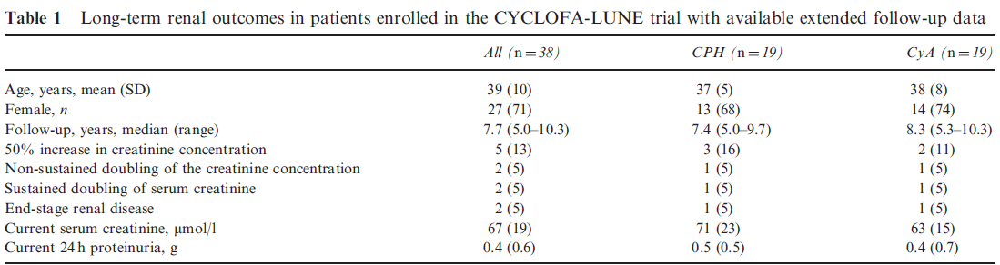 Table 1 Long-term renal outcomes in patients enrolled in the CYCLOFA-LUNE trial with available extended follow-up data
All (n=38) CPH (n=19) CyA (n=19)
Age, years, mean (SD) 39 (10) 37 (5) 38 (8)
Female, n 27 (71) 13 (68) 14 (74)
Follow-up, years, median (range) 7.7 (5.0–10.3) 7.4 (5.0–9.7) 8.3 (5.3–10.3)
50% increase in creatinine concentration 5 (13) 3 (16) 2 (11)
Non-sustained doubling of the creatinine concentration 2 (5) 1 (5) 1 (5)
Sustained doubling of serum creatinine 2 (5) 1 (5) 1 (5)
End-stage renal disease 2 (5) 1 (5) 1 (5)
Current serum creatinine, µmol/l 67 (19) 71 (23) 63 (15)
Current 24 h proteinuria, g 0.4 (0.6) 0.5 (0.5) 0.4 (0.7)